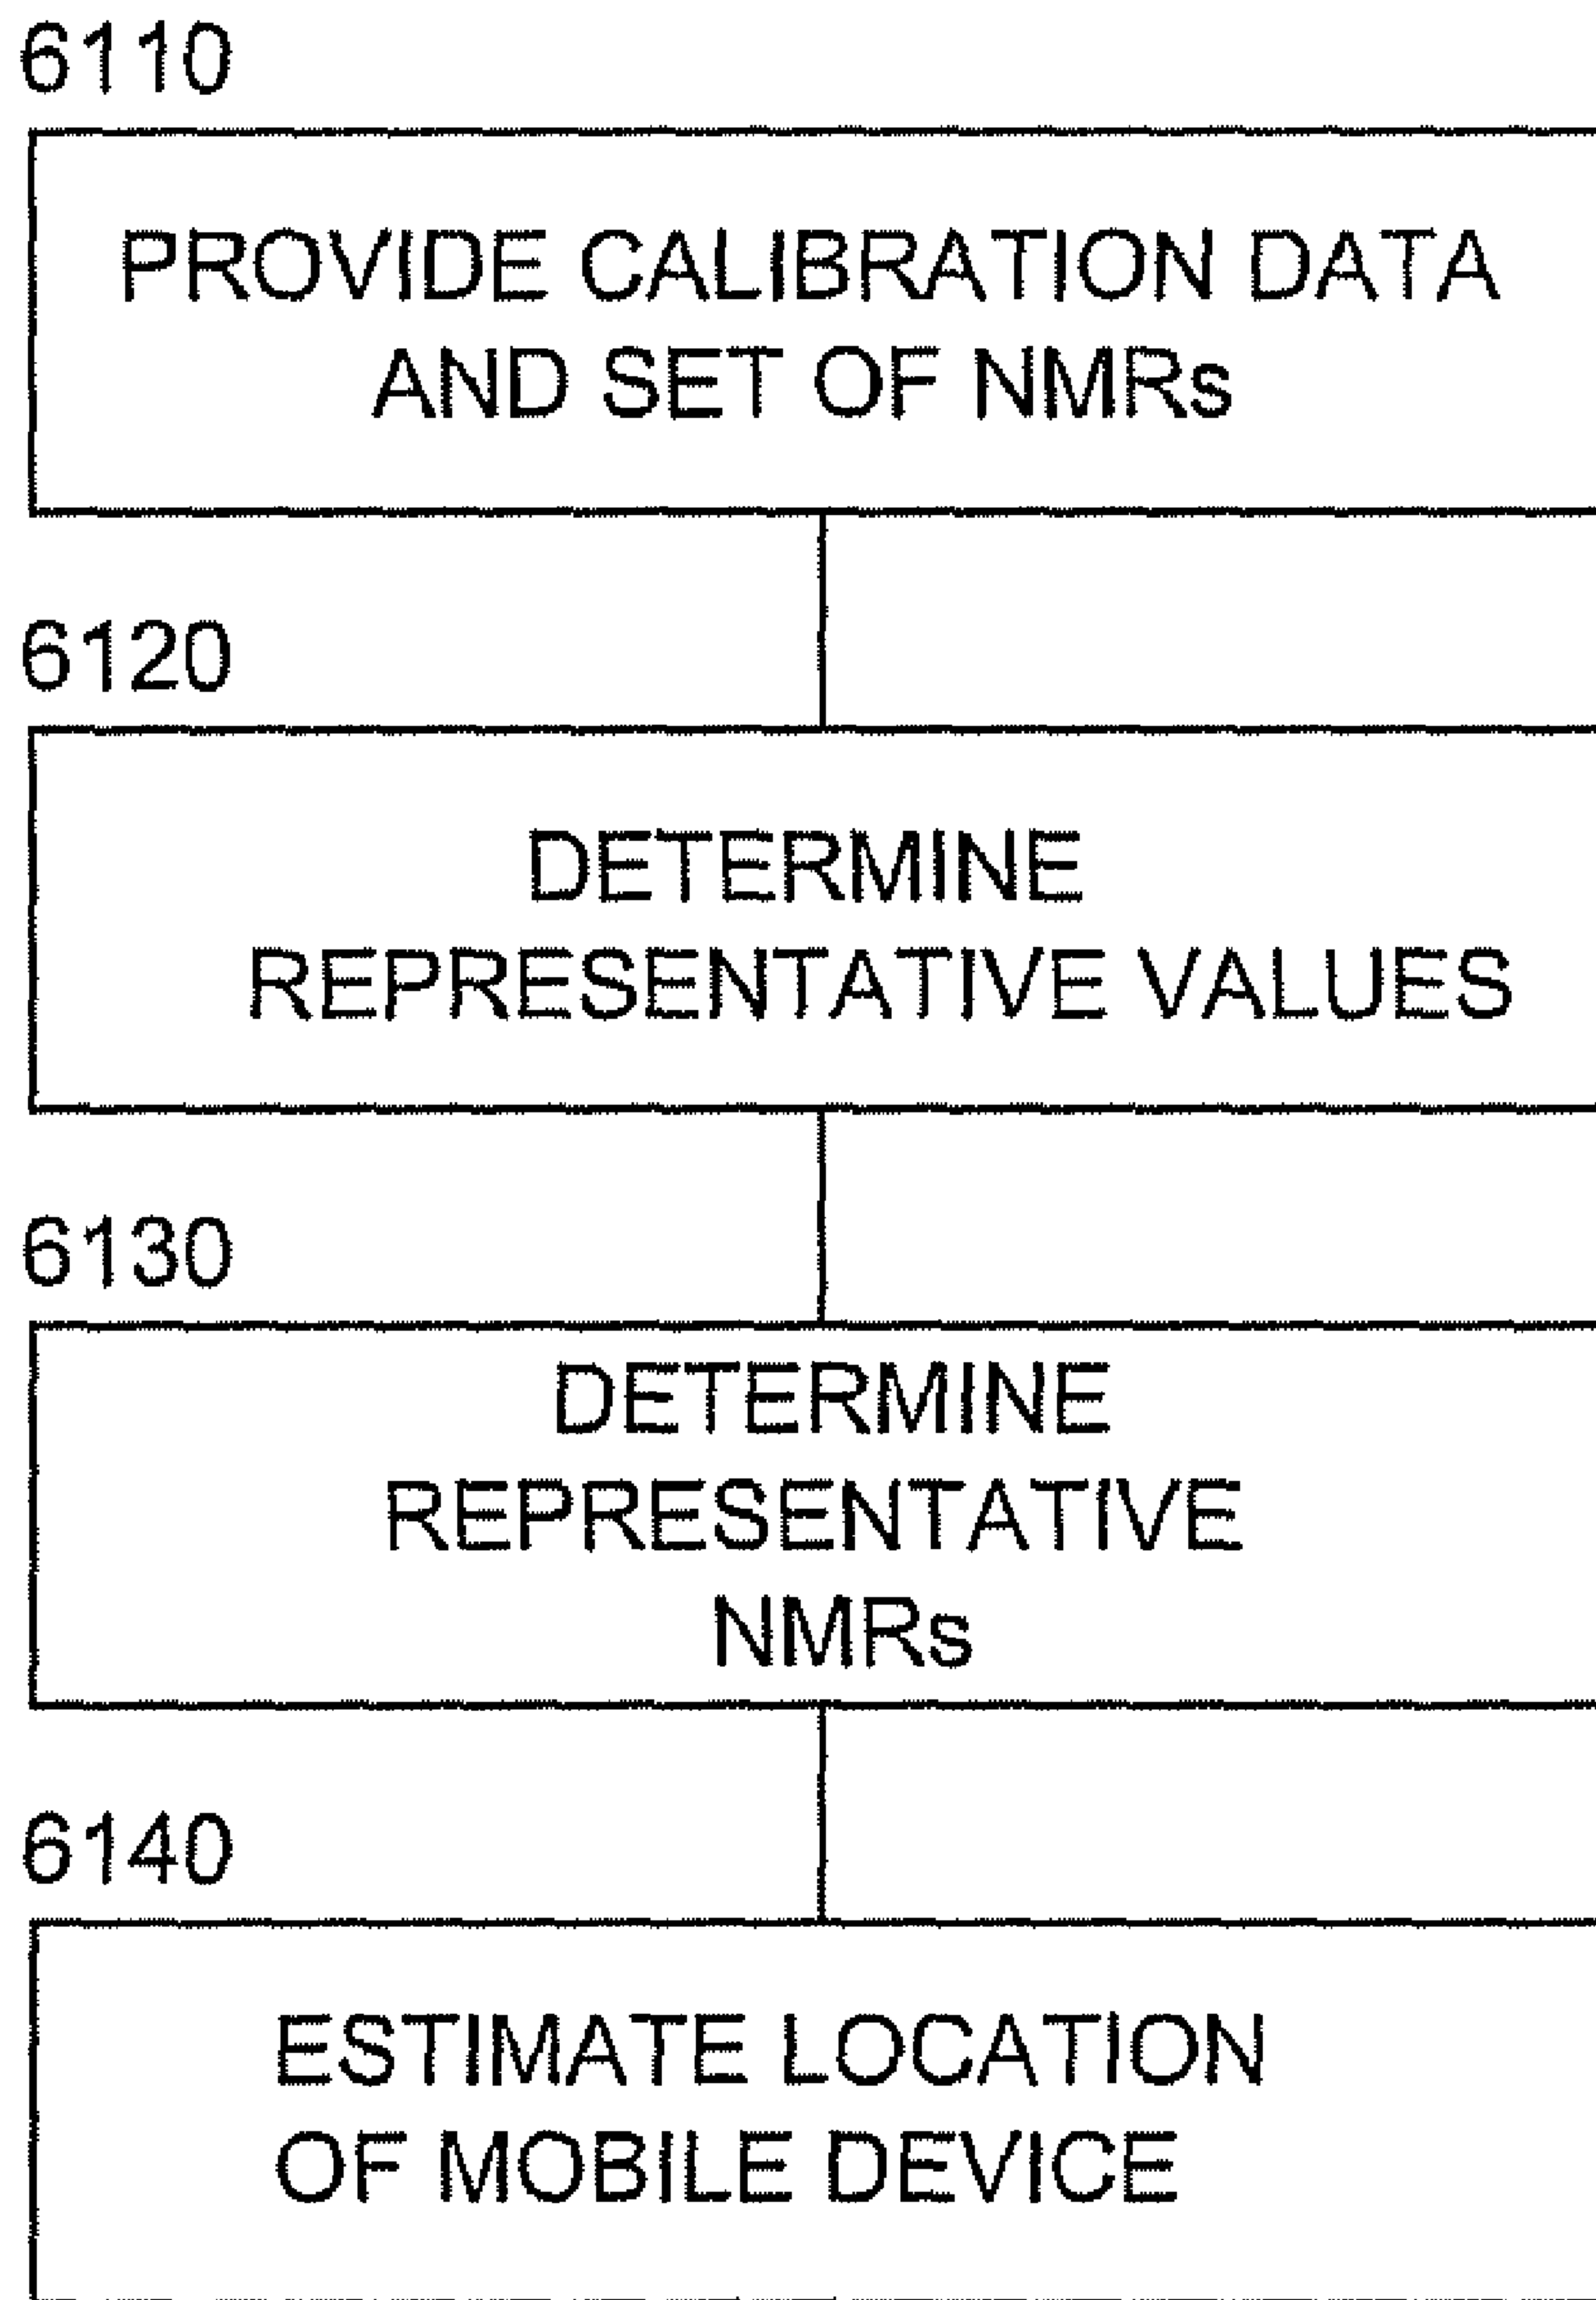 6110
PROVIDE CALIBRATION DATA
AND SET OF NMRs
6120
DETERMINE
REPRESENTATIVE VALUES
6130
DETERMINE
REPRESENTATIVE
NMRs
6140
ESTIMATE LOCATION
OF MOBILE DEVICE